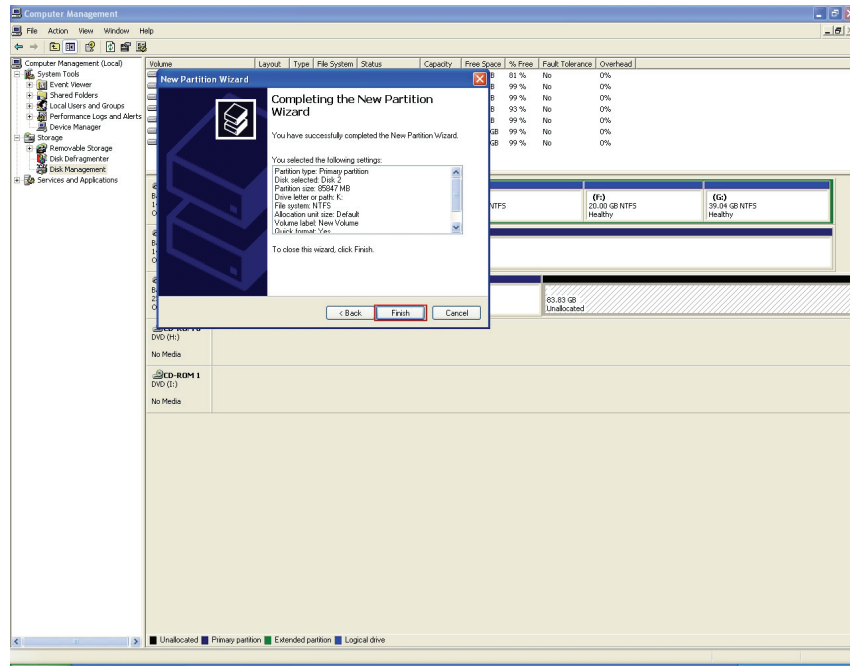 Computer Management
File Action View Window Help
Computer Management (Local)
System Tools
Event Viewer
Shared Folders
Local Users and Groups
Performance Logs and Alerts
Device Manager
Storage
Removable Storage
Disk Defragmenter
Disk Management
Services and Applications
Volume Layout Type File System Status Capacity Free Space % Free Fault Tolerance Overhead
B 81 % No 0%
B 99 % No 0%
B 99 % No 0%
B 93 % No 0%
B 99 % No 0%
GB 99 % No 0%
GB 99 % No 0%
New Partition Wizard
Completing the New Partition
Wizard
You have successfully completed the New Partition Wizard.
You selected the following settings:
Partition type: Primary partition
Disk selected: Disk 2
Partition size: 85847 MB
Drive letter or path: K:
File system: NTFS
Allocation unit size: Default
Volume label: New Volume
Quick format: Yes
To close this wizard, click Finish.
< Back Finish Cancel
NTFS
(F:)
20.00 GB NTFS
Healthy
(G:)
39.04 GB NTFS
Healthy
83.83 GB
Unallocated
DVD (H:)
No Media
CD-ROM 1
DVD (I:)
No Media
Unallocated Primary partition Extended partition Logical drive